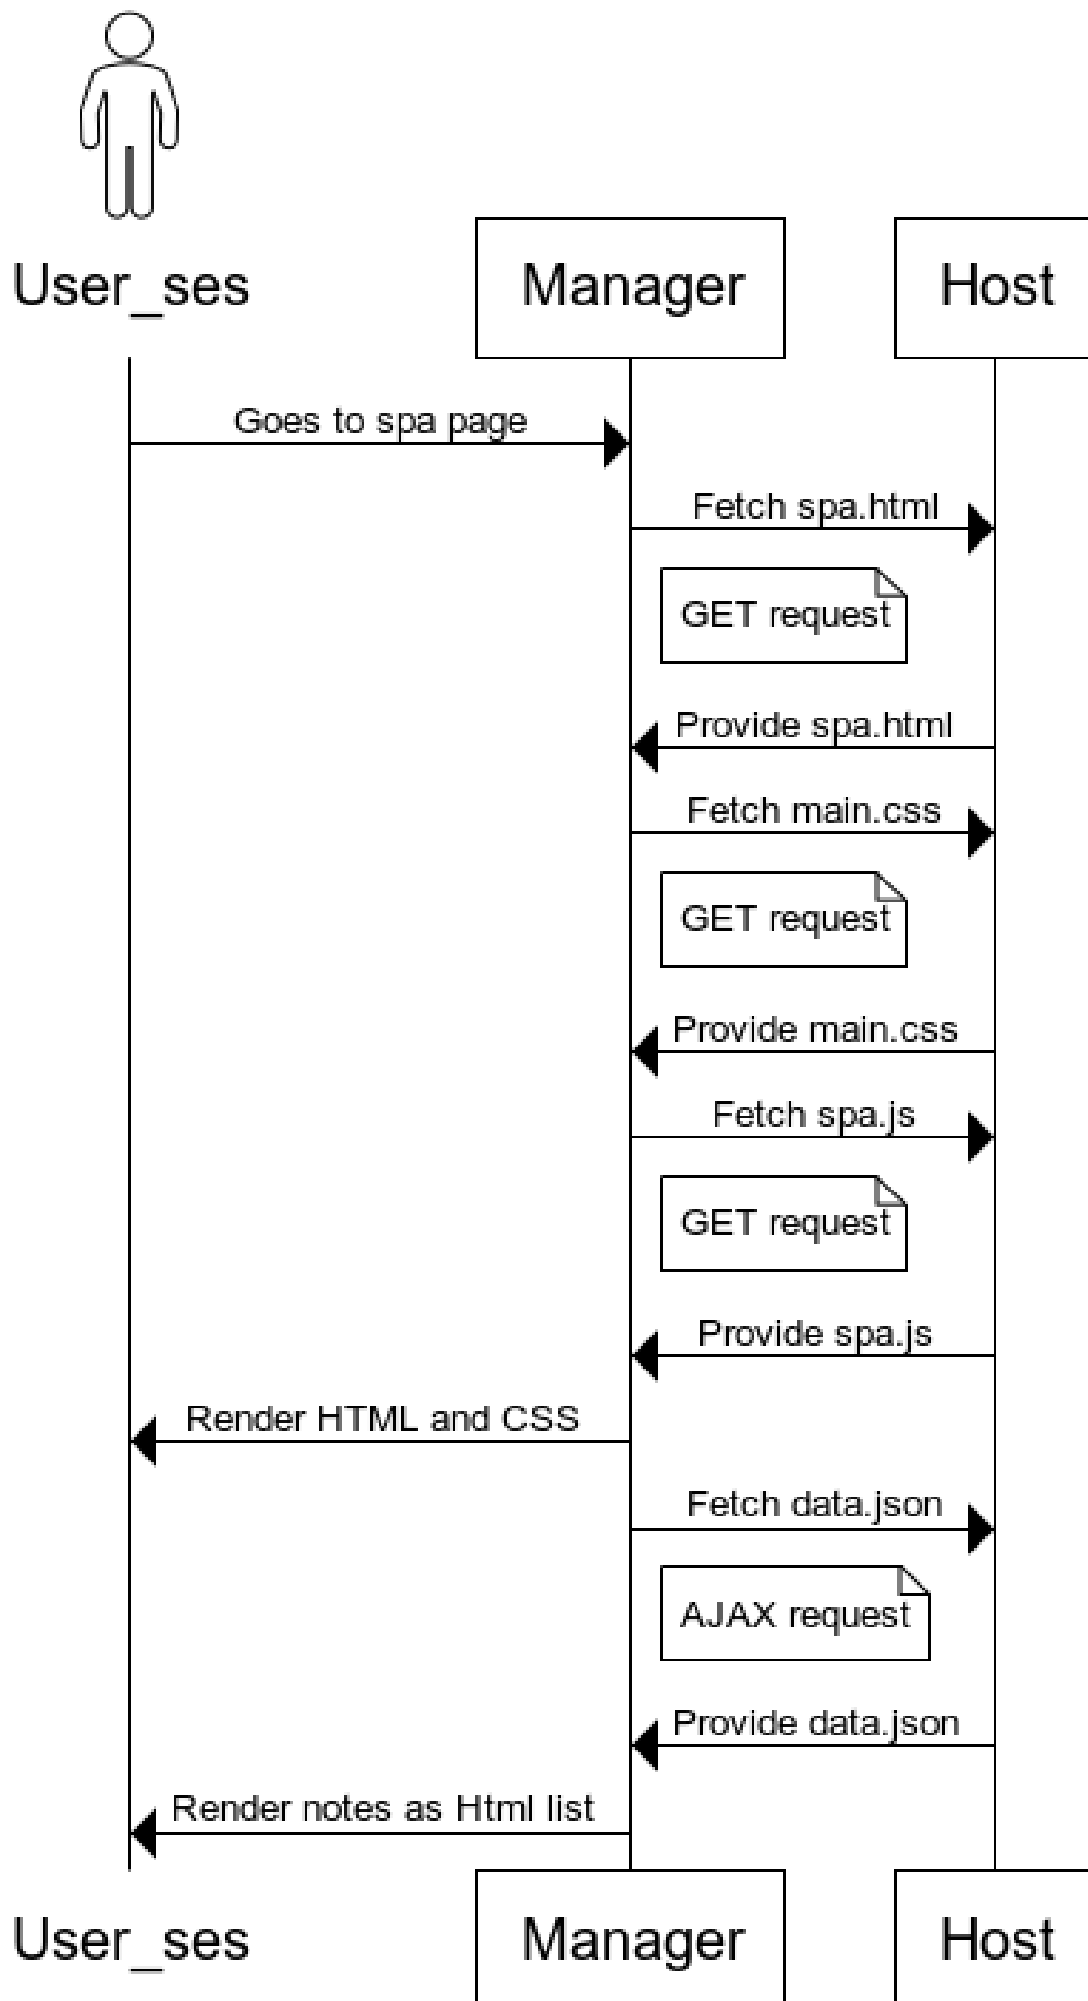 User_ses
Manager
Host
Goes to spa page
Fetch spa.html
GET request
Provide spa.html
Fetch main.css
GET request
Provide main.css
Fetch spa.js
GET request
Provide spa.js
Render HTML and CSS
Fetch data.json
AJAX request
Provide data.json
Render notes as Html list
User_ses
Manager
Host